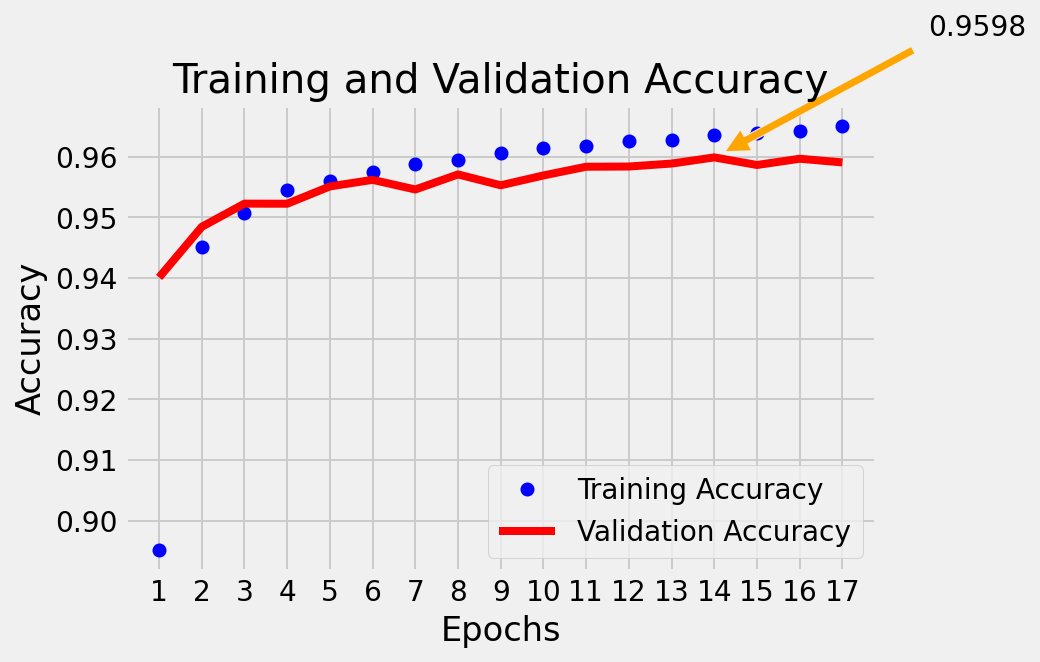 0.9598
Training and Validation Accuracy
Accuracy
0.96
0.95
0.94
0.93
0.92
0.91
0.90
Training Accuracy
Validation Accuracy
1 2 3 4 5 6 7 8 9 10 11 12 13 14 15 16 17
Epochs